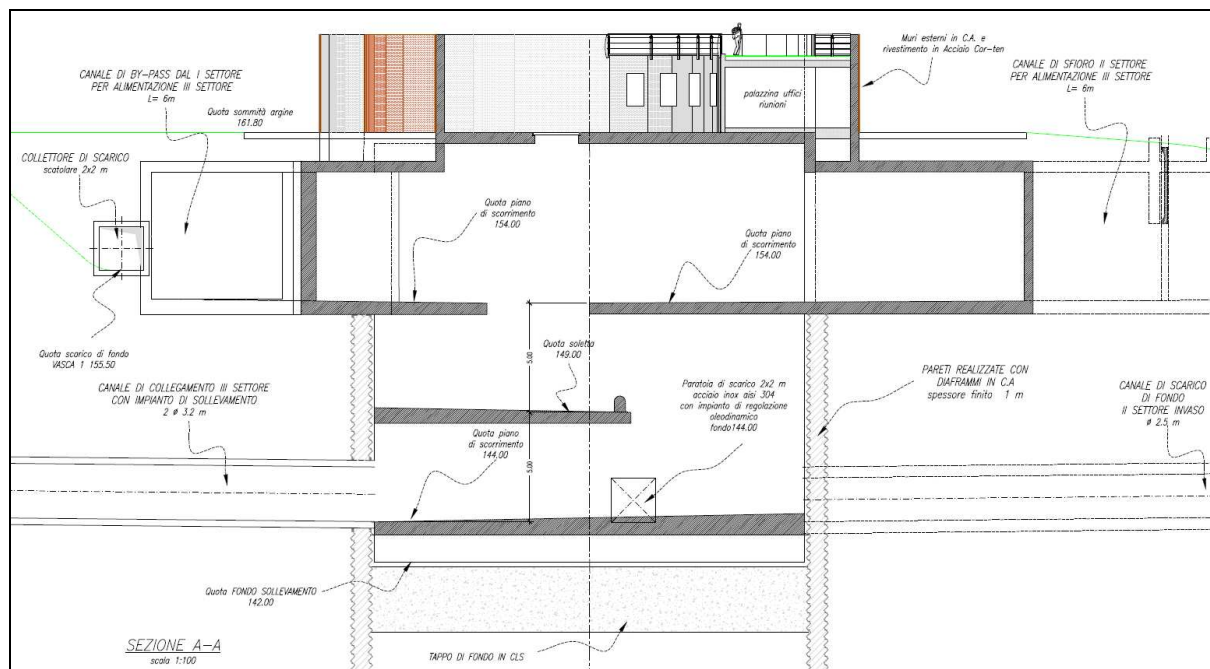 Muri esterni in C.A. e
rivestimento in Acciaio Cor-ten
CANALE DI BY-PASS DAL I SETTORE
PER ALIMENTAZIONE III SETTORE
L= 6m
CANALE DI SFIORO II SETTORE
PER ALIMENTAZIONE III SETTORE
L= 6m
palazzina uffici
riunioni
Quota sommità argine
161.80
COLLETTORE DI SCARICO
scatolare 2x2 m
Quota piano
di scorrimento
154.00
Quota piano
di scorrimento
154.00
Quota scarico di fondo
VASCA 1 155.50
5.00
Quota soletta
149.00
CANALE DI COLLEGAMENTO III SETTORE
CON IMPIANTO DI SOLLEVAMENTO
2 ø 3.2 m
Paratoia di scarico 2x2 m
acciaio inox aisi 304
con impianto di regolazione
oleodinamico
fondo144.00
PARETI REALIZZATE CON
DIAFRAMMI IN C.A
spessore finito 1 m
CANALE DI SCARICO
DI FONDO
II SETTORE INVASO
ø 2.5 m
Quota piano
di scorrimento
144.00
5.00
Quota FONDO SOLLEVAMENTO
142.00
SEZIONE A-A
scala 1:100
TAPPO DI FONDO IN CLS